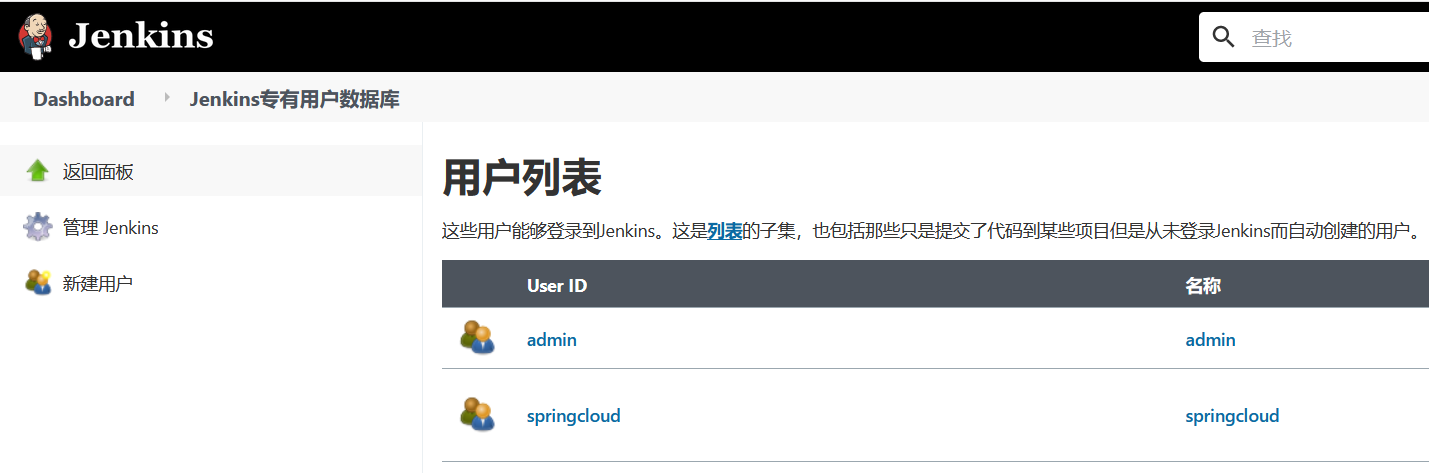 Jenkins
查找
Dashboard
Jenkins专有用户数据库
返回面板
管理 Jenkins
新建用户
用户列表
这些用户能够登录到Jenkins。这是列表的子集，也包括那些只是提交了代码到某些项目但是从未登录Jenkins而自动创建的用户。
User ID 名称
admin admin
springcloud springcloud